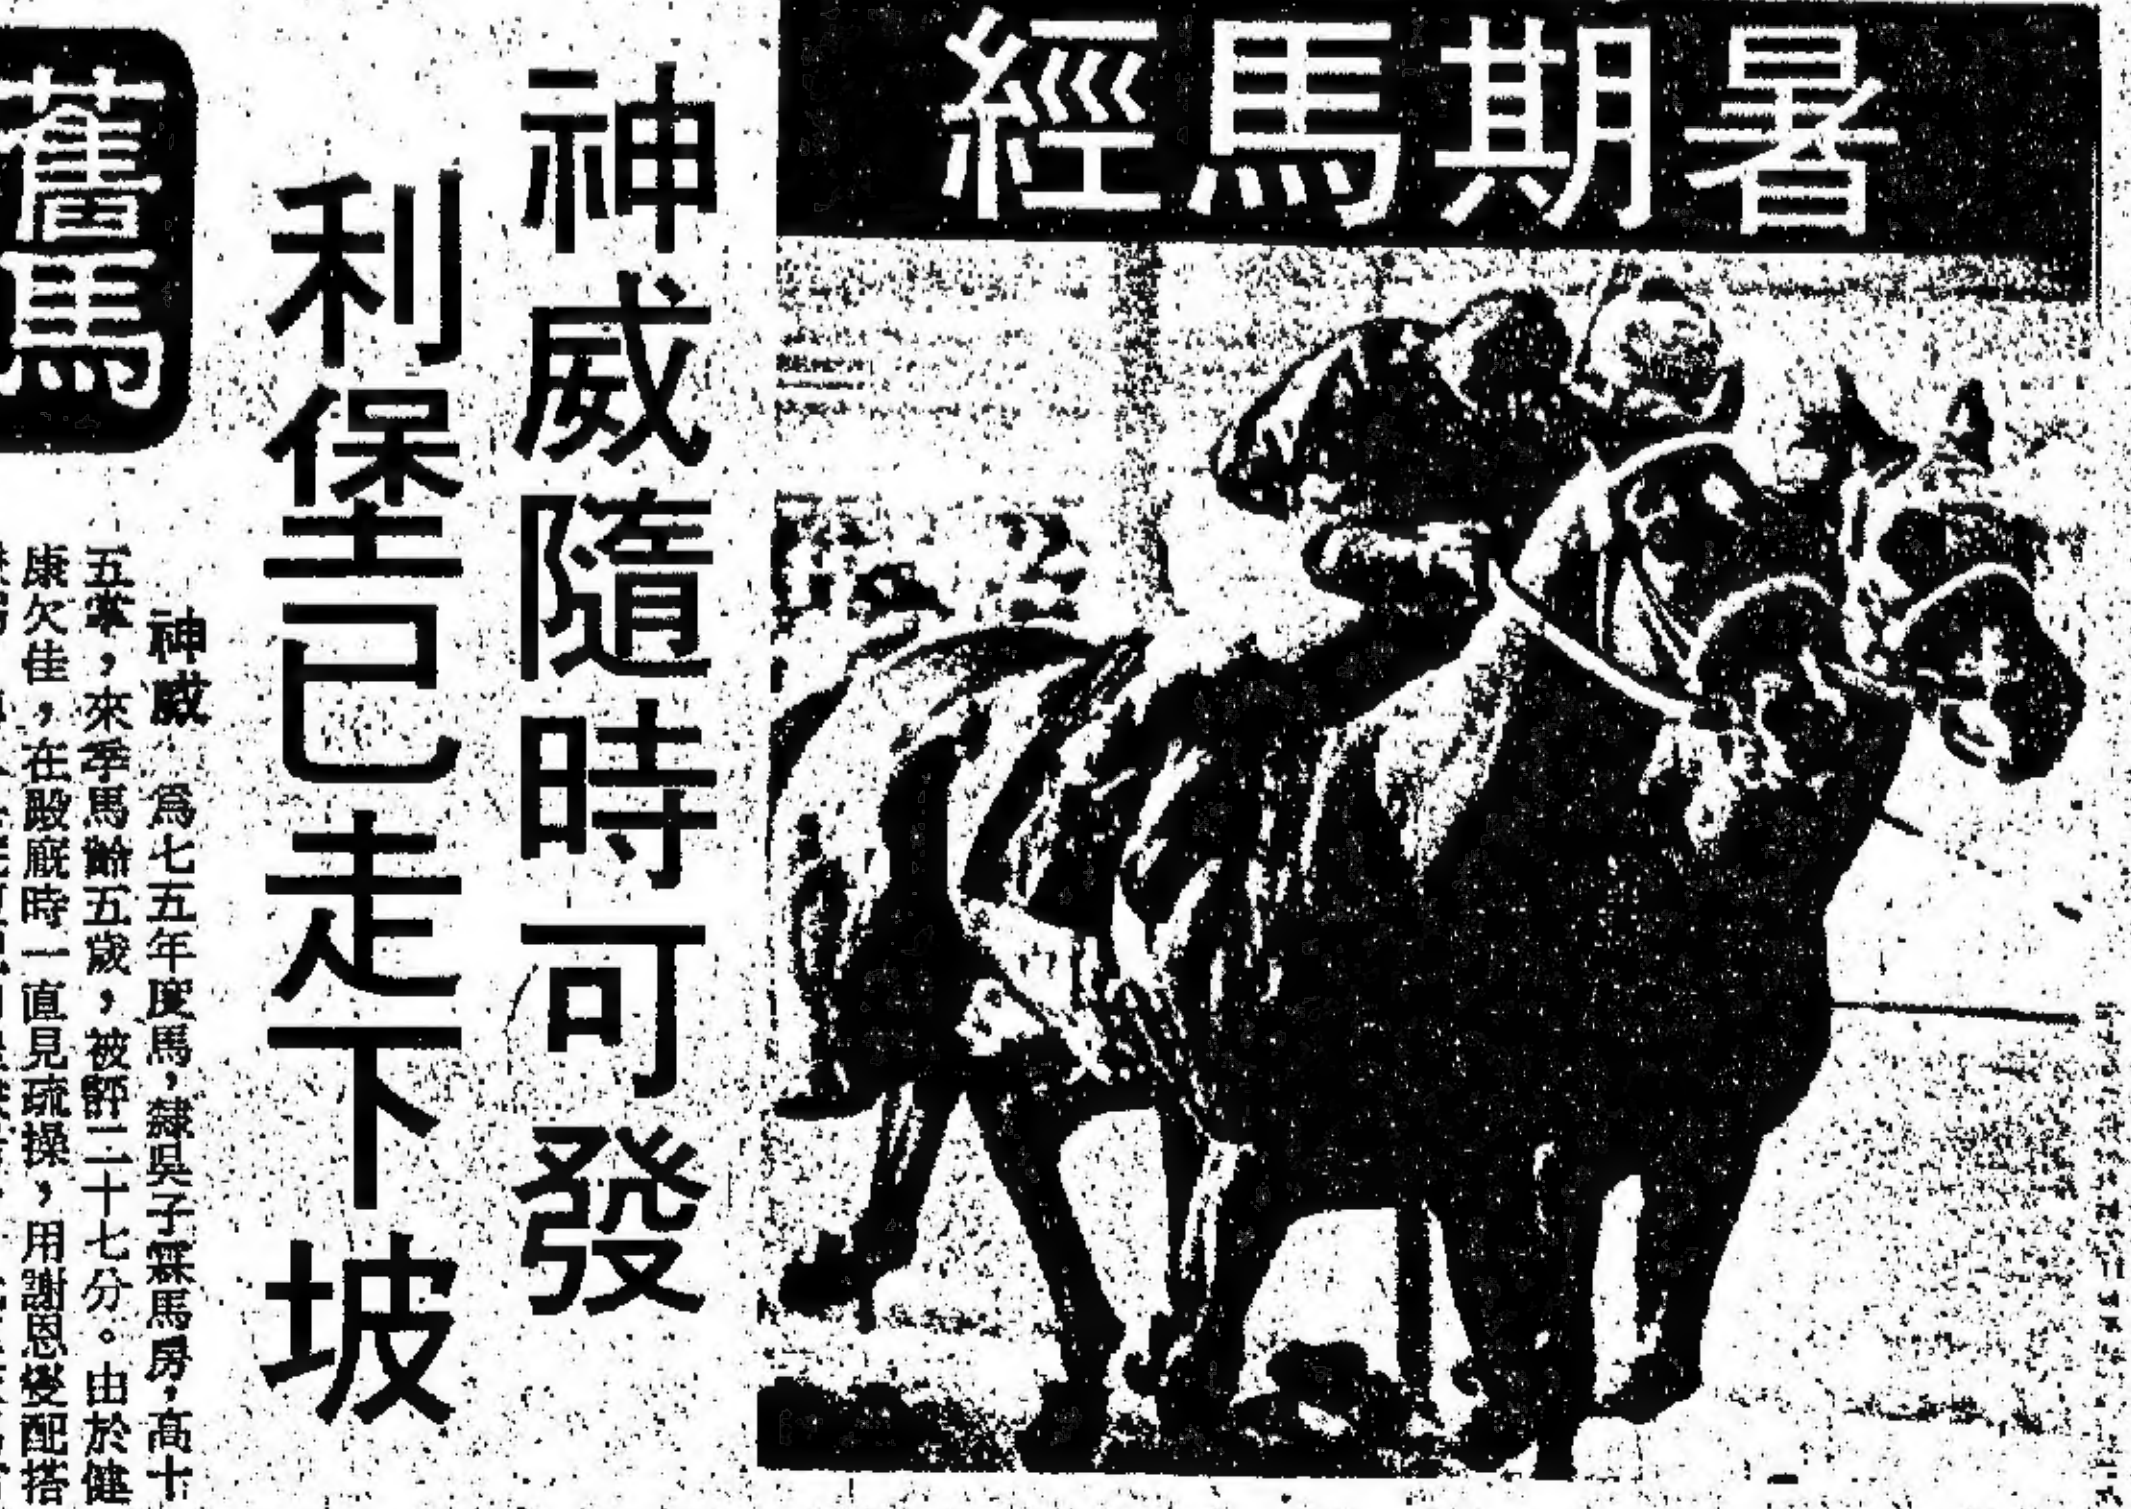 暑期馬經
神威隨時可發
利堡已走下坡
舊馬
神威 爲七五年度馬，隸吳子霖馬房，高十
五掌，來季馬齡五歲，被評二十七分。由於健
康欠佳，在殿廐時一直見疏操，用謝恩雙配搭